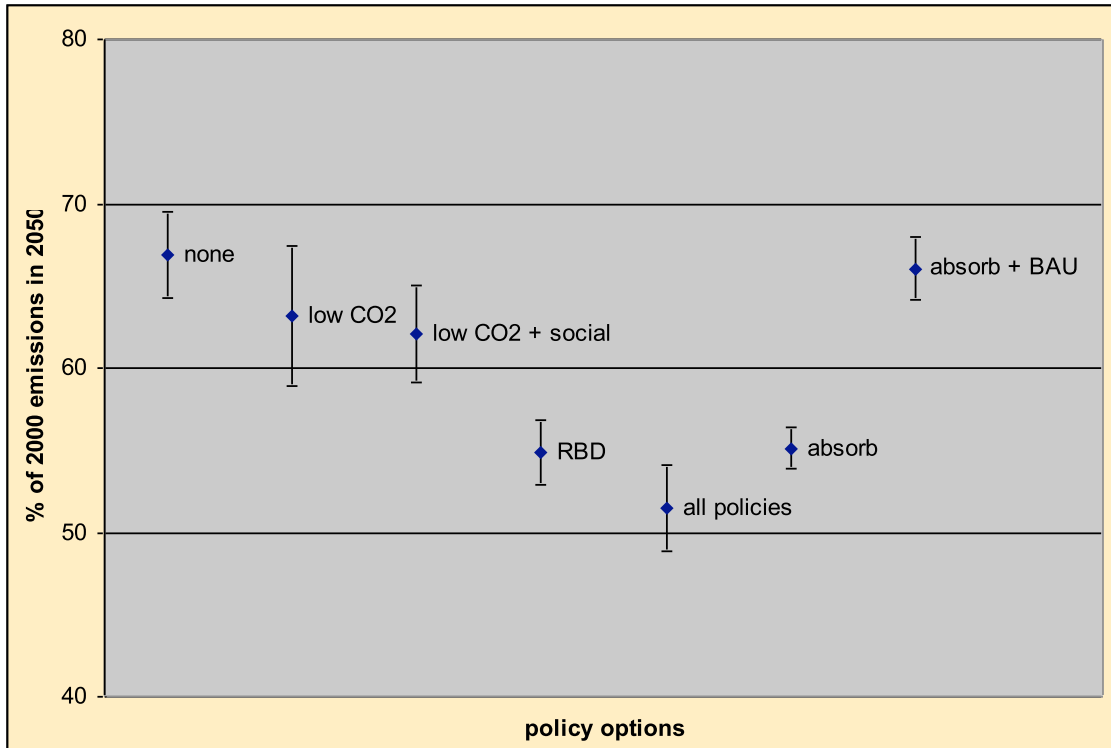 80
70
60
50
40
% of 2000 emissions in 2050
none
low CO2
low CO2 + social
RBD
all policies
absorb
absorb + BAU
policy options